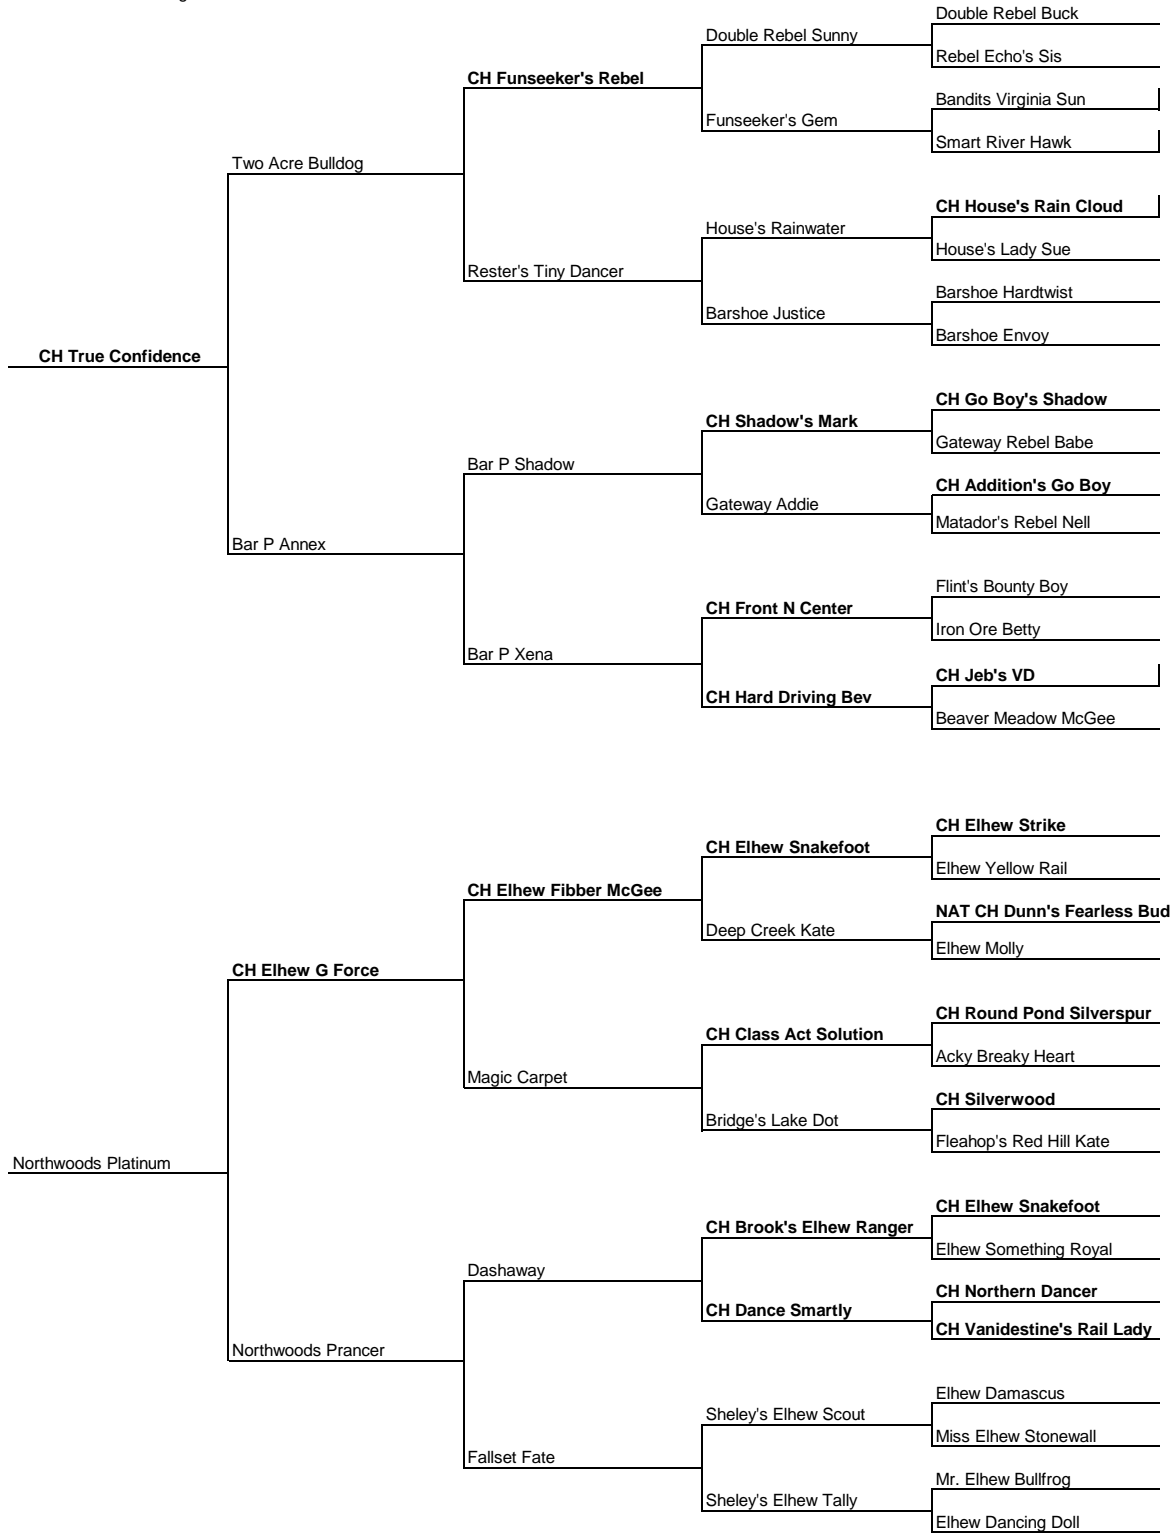 Double Rebel Buck
Double Rebel Sunny
Rebel Echo's Sis
CH Funseeker's Rebel
Bandits Virginia Sun
Funseeker's Gem
Smart River Hawk
Two Acre Bulldog
CH House's Rain Cloud
House's Rainwater
House's Lady Sue
Rester's Tiny Dancer
Barshoe Hardtwist
Barshoe Justice
Barshoe Envoy
CH True Confidence
CH Go Boy's Shadow
CH Shadow's Mark
Gateway Rebel Babe
Bar P Shadow
CH Addition's Go Boy
Gateway Addie
Matador's Rebel Nell
Bar P Annex
Flint's Bounty Boy
CH Front N Center
Iron Ore Betty
Bar P Xena
CH Jeb's VD
CH Hard Driving Bev
Beaver Meadow McGee
CH Elhew Strike
CH Elhew Snakefoot
Elhew Yellow Rail
CH Elhew Fibber McGee
NAT CH Dunn's Fearless Bud
Deep Creek Kate
Elhew Molly
CH Elhew G Force
CH Round Pond Silverspur
CH Class Act Solution
Acky Breaky Heart
Magic Carpet
CH Silverwood
Bridge's Lake Dot
Fleahop's Red Hill Kate
Northwoods Platinum
CH Elhew Snakefoot
CH Brook's Elhew Ranger
Elhew Something Royal
Dashaway
CH Northern Dancer
CH Dance Smartly
CH Vanidestine's Rail Lady
Northwoods Prancer
Elhew Damascus
Sheley's Elhew Scout
Miss Elhew Stonewall
Fallset Fate
Mr. Elhew Bullfrog
Sheley's Elhew Tally
Elhew Dancing Doll